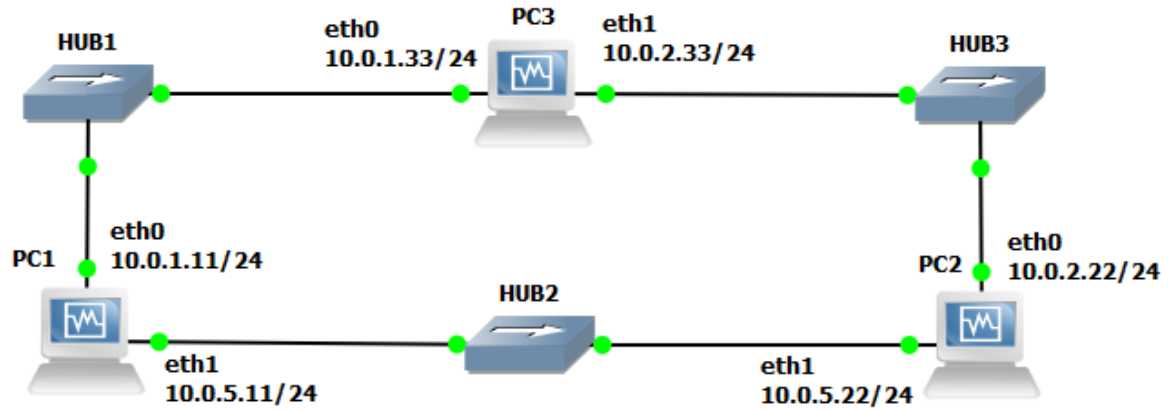 PC3
eth0
10.0.1.33/24
eth1
10.0.2.33/24
HUB1
HUB3
PC1
eth0
10.0.1.11/24
HUB2
PC2
eth0
10.0.2.22/24
eth1
10.0.5.11/24
eth1
10.0.5.22/24